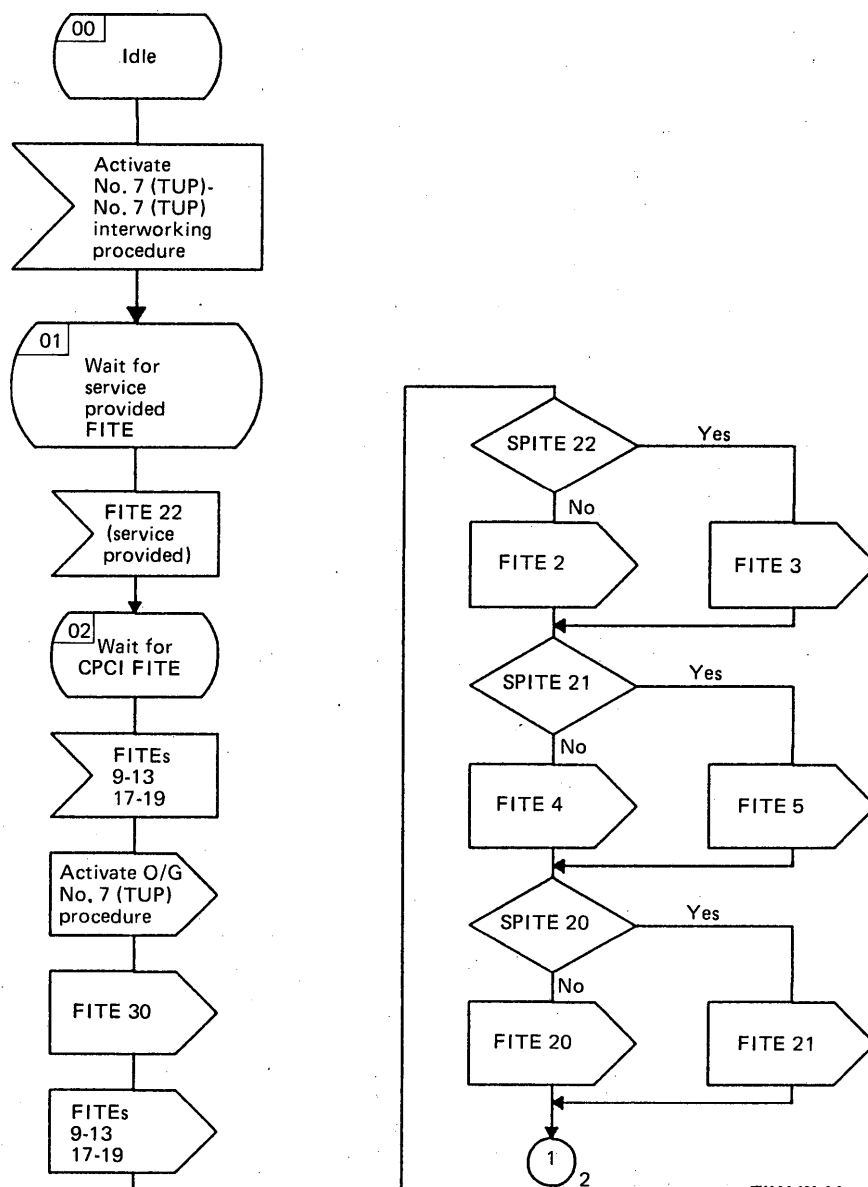 00
Idle
Activate
No. 7 (TUP)-
No. 7 (TUP)
interworking
procedure
01
Wait for
service
provided
FITE
FITE 22
(service
provided)
02
Wait for
CPCI FITE
FITEs
9-13
17-19
Activate O/G
No. 7 (TUP)
procedure
FITE 30
FITEs
9-13
17-19
SPITE 22
Yes
No
FITE 2
FITE 3
SPITE 21
Yes
No
FITE 4
FITE 5
SPITE 20
Yes
No
FITE 20
FITE 21
1
2